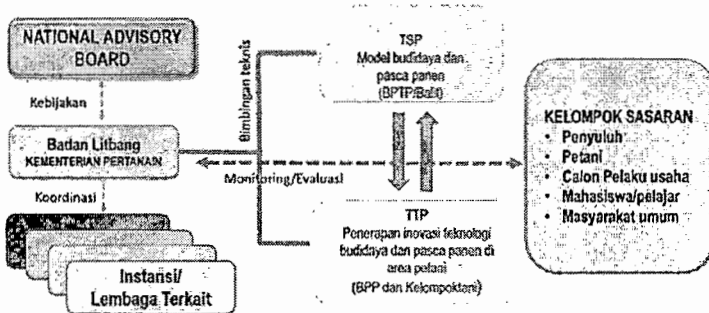 NATIONAL ADVISORY
BOARD
Kebijakan
Badan Litbang
KEMENTERIAN PERTANIAN
Koordinasi
Instansi/
Lembaga Terkait
Bimbingan teknis
Monitoring/Evaluasi
TSP
Model budidaya dan
pasca panen
(BPTP/Balit)
TTP
Penerapan inovasi teknologi
budidaya dan pasca panen di
area petani
(BPP dan Kelompoktani)
KELOMPOK SASARAN
• Penyuluh
• Petani
• Calon Pelaku usaha
• Mahasiswa/pelajar
• Masyarakat umum